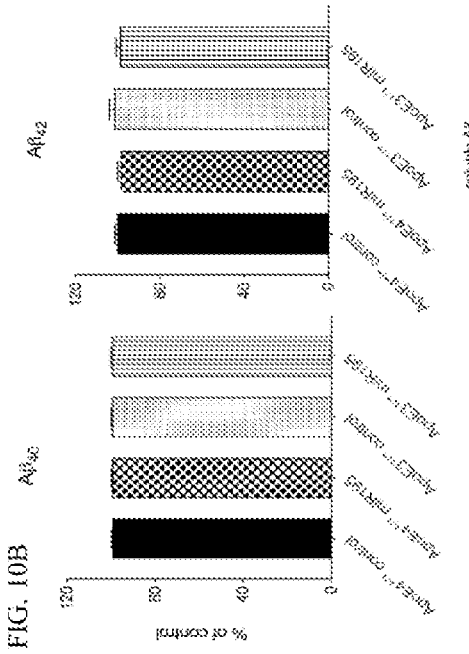 FIG. 10B
Aβ40
Aβ42
% of control
120
80
40
0
120
80
40
0
ApoE4+/+ control
ApoE4+/+ miR195
ApoE3+/+ control
ApoE3+/+ miR195
ApoE4+/+ control
ApoE4+/+ miR195
ApoE3+/+ control
ApoE3+/+ miR195